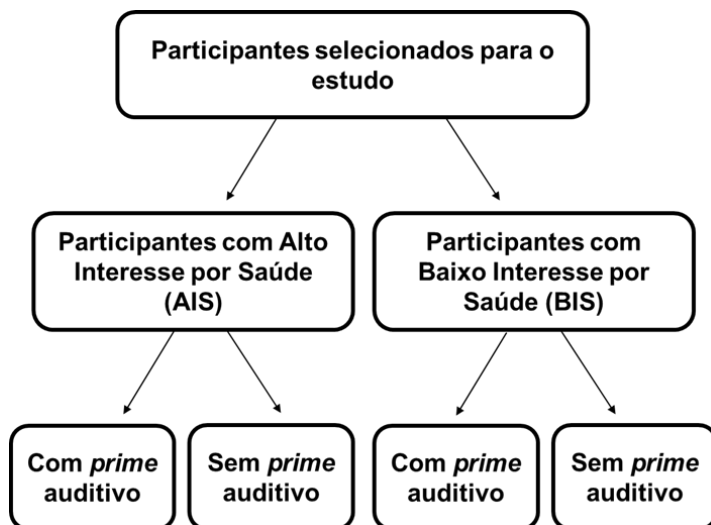 Participantes selecionados para o
estudo
Participantes com Alto
Interesse por Saúde
(AIS)
Participantes com
Baixo Interesse por
Saúde (BIS)
Com prime
auditivo
Sem prime
auditivo
Com prime
auditivo
Sem prime
auditivo